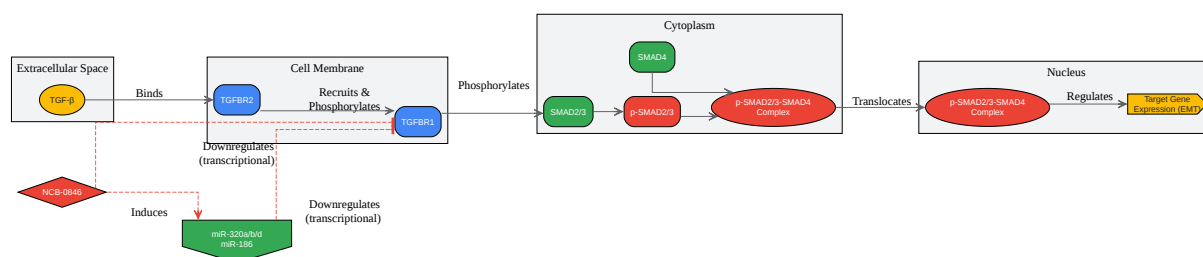 Cytoplasm
Extracellular Space
Cell Membrane
Nucleus
SMAD4
TGF-β
Binds
TGFBR2
Recruits &
Phosphorylates
TGFBR1
Phosphorylates
SMAD2/3
p-SMAD2/3
p-SMAD2/3-SMAD4
Complex
Translocates
p-SMAD2/3-SMAD4
Complex
Regulates
Target Gene
Expression (EMT)
Downregulates
(transcriptional)
NCB-0846
Induces
Downregulates
(transcriptional)
miR-320a/b/d
miR-186